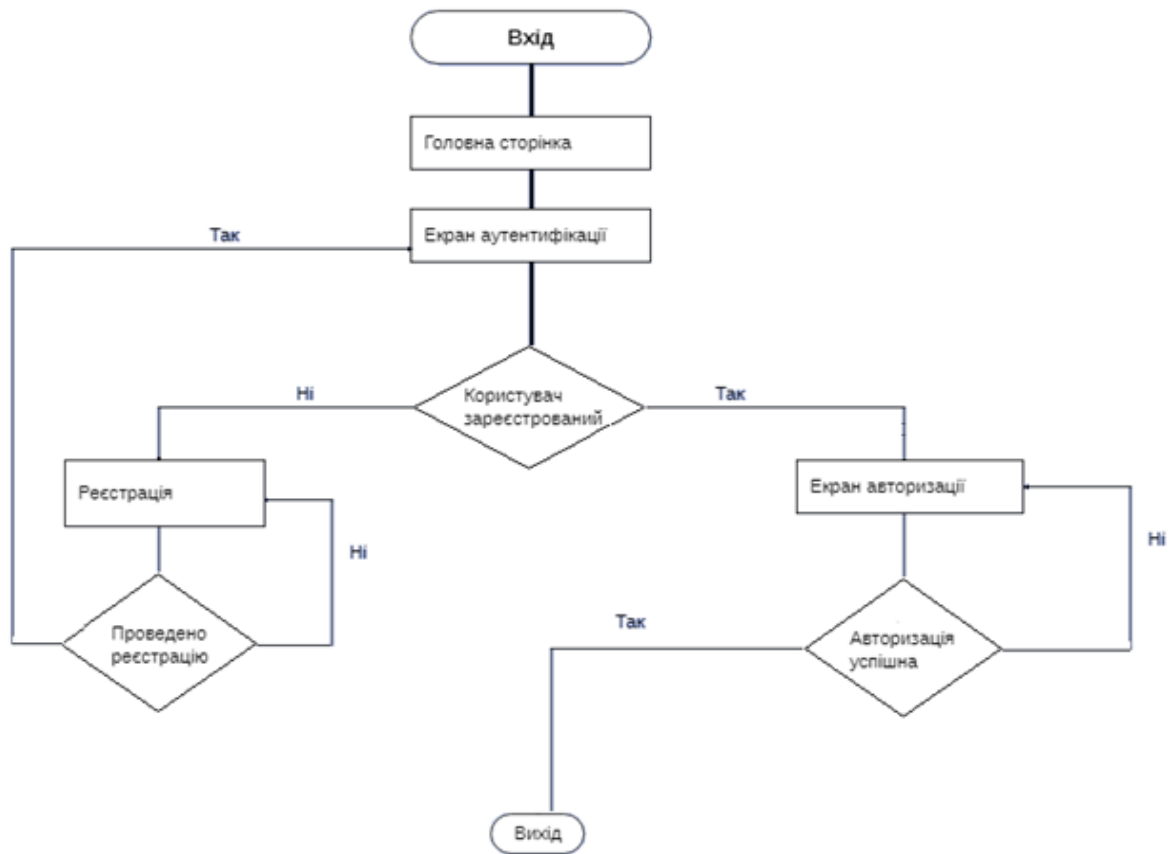 Вхід
Головна сторінка
Так
Екран аутентифікації
Ні
Користувач
зареєстрований
Так
Реєстрація
Екран авторизації
Ні
Ні
Проведено
реєстрацію
Так
Авторизація
успішна
Вихід